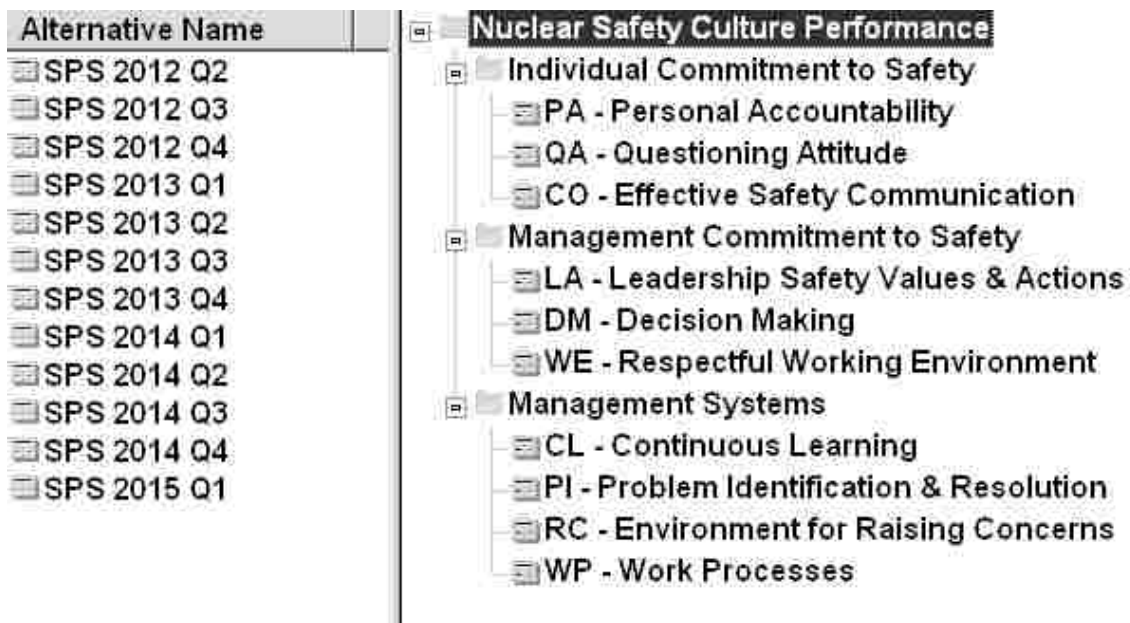 Alternative Name
SPS 2012 Q2
SPS 2012 Q3
SPS 2012 Q4
SPS 2013 Q1
SPS 2013 Q2
SPS 2013 Q3
SPS 2013 Q4
SPS 2014 Q1
SPS 2014 Q2
SPS 2014 Q3
SPS 2014 Q4
SPS 2015 Q1
Nuclear Safety Culture Performance
Individual Commitment to Safety
PA - Personal Accountability
QA - Questioning Attitude
CO - Effective Safety Communication
Management Commitment to Safety
LA - Leadership Safety Values & Actions
DM - Decision Making
WE - Respectful Working Environment
Management Systems
CL - Continuous Learning
PI - Problem Identification & Resolution
RC - Environment for Raising Concerns
WP - Work Processes